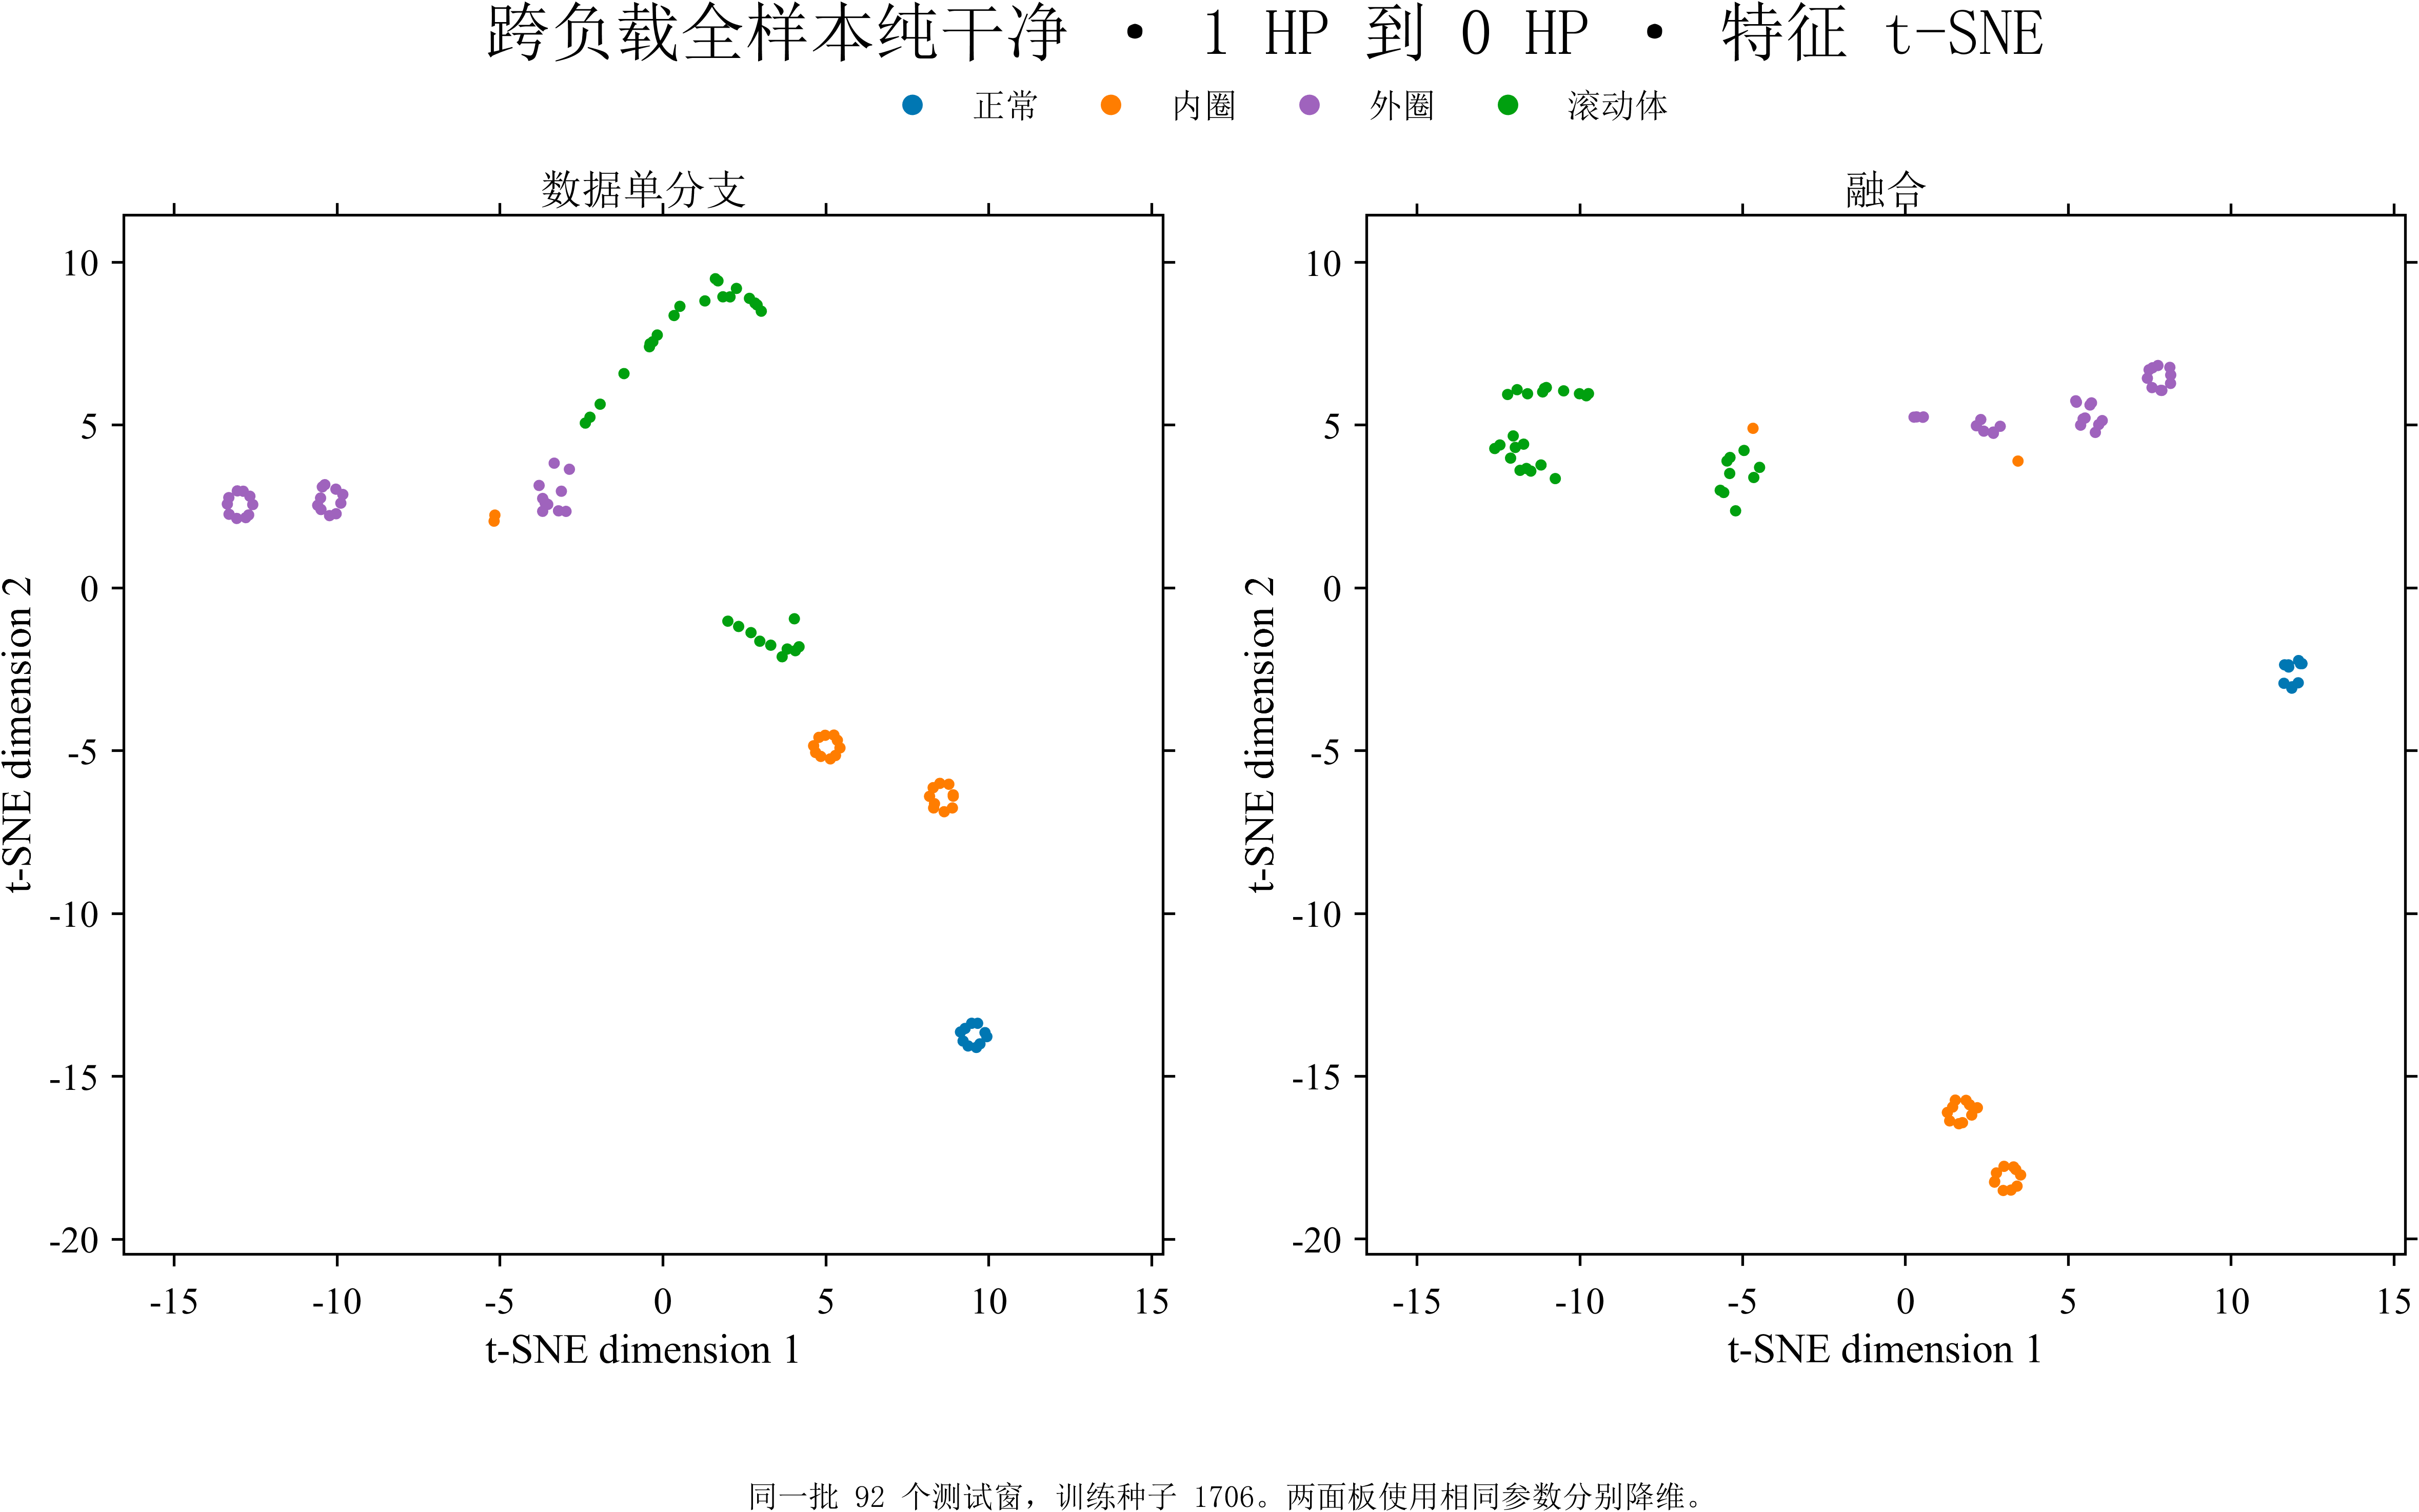 跨负载全样本纯干净 · 1 HP 到 0 HP · 特征 t-SNE
正常 内圈 外圈 滚动体
数据单分支
10
5
0
-5
-10
-15
-20
t-SNE dimension 2
-15 -10 -5 0 5 10 15
t-SNE dimension 1
融合
10
5
0
-5
-10
-15
-20
t-SNE dimension 2
-15 -10 -5 0 5 10 15
t-SNE dimension 1
同一批 92 个测试窗，训练种子 1706。两面板使用相同参数分别降维。